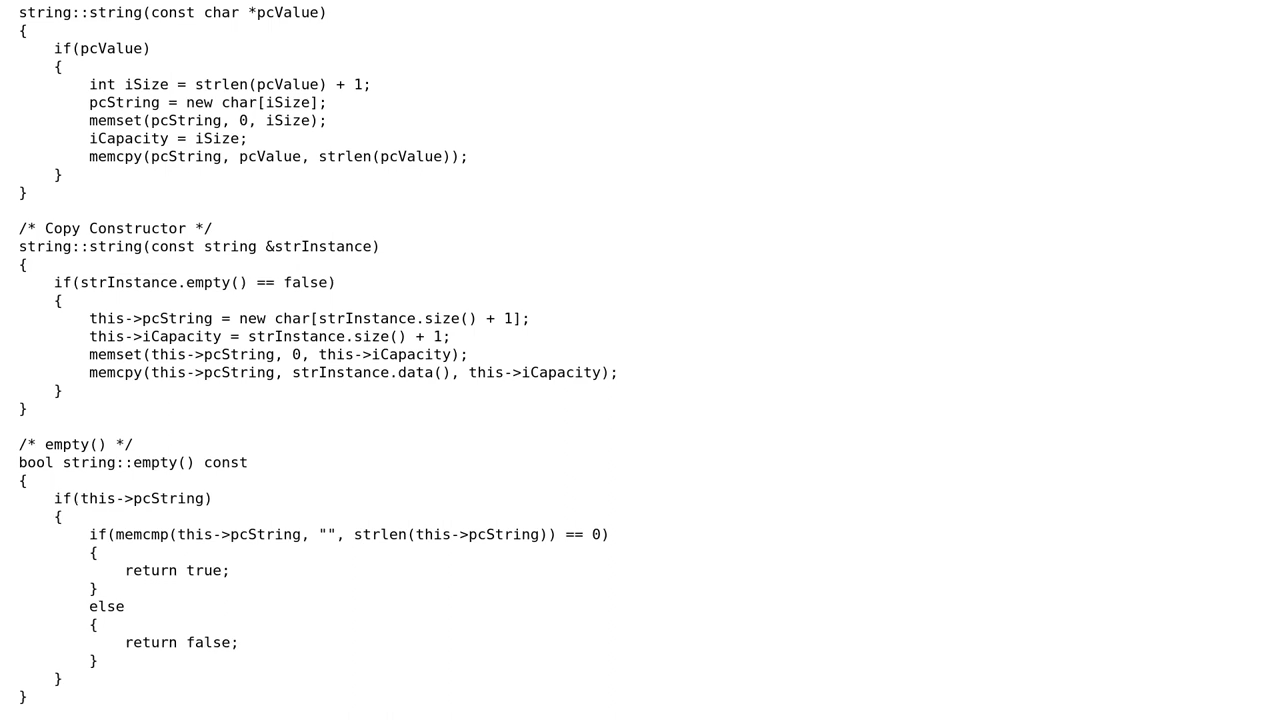 string::string(const char *pcValue)
{
    if(pcValue)
    {
        int iSize = strlen(pcValue) + 1;
        pcString = new char[iSize];
        memset(pcString, 0, iSize);
        iCapacity = iSize;
        memcpy(pcString, pcValue, strlen(pcValue));
    }
}

/* Copy Constructor */
string::string(const string &strInstance)
{
    if(strInstance.empty() == false)
    {
        this->pcString = new char[strInstance.size() + 1];
        this->iCapacity = strInstance.size() + 1;
        memset(this->pcString, 0, this->iCapacity);
        memcpy(this->pcString, strInstance.data(), this->iCapacity);
    }
}

/* empty() */
bool string::empty() const
{
    if(this->pcString)
    {
        if(memcmp(this->pcString, "", strlen(this->pcString)) == 0)
        {
            return true;
        }
        else
        {
            return false;
        }
    }
}